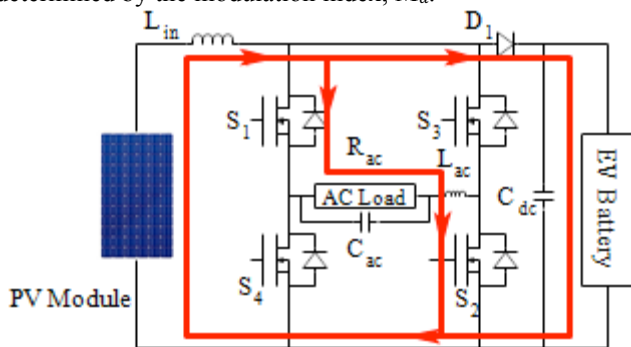 determined by the modulation index, Ma.
Lin
D1
S1
S3
Rac
Lac
AC Load
Cdc
EV Battery
Cac
S4
S2
PV Module